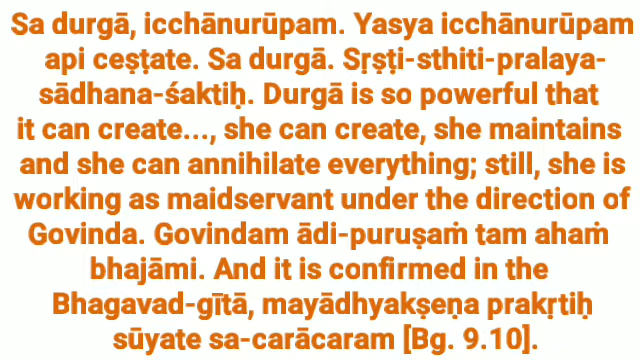 Sa durgā, icchānurūpam. Yasya icchānurūpam
api ceṣṭate. Sa durgā. Sṛṣṭi-sthiti-pralaya-
sādhana-śaktiḥ. Durgā is so powerful that
it can create..., she can create, she maintains
and she can annihilate everything; still, she is
working as maidservant under the direction of
Govinda. Govindam ādi-puruṣaṁ tam ahaṁ
bhajāmi. And it is confirmed in the
Bhagavad-gītā, mayādhyakṣeṇa prakṛtiḥ
sūyate sa-carācaram [Bg. 9.10].